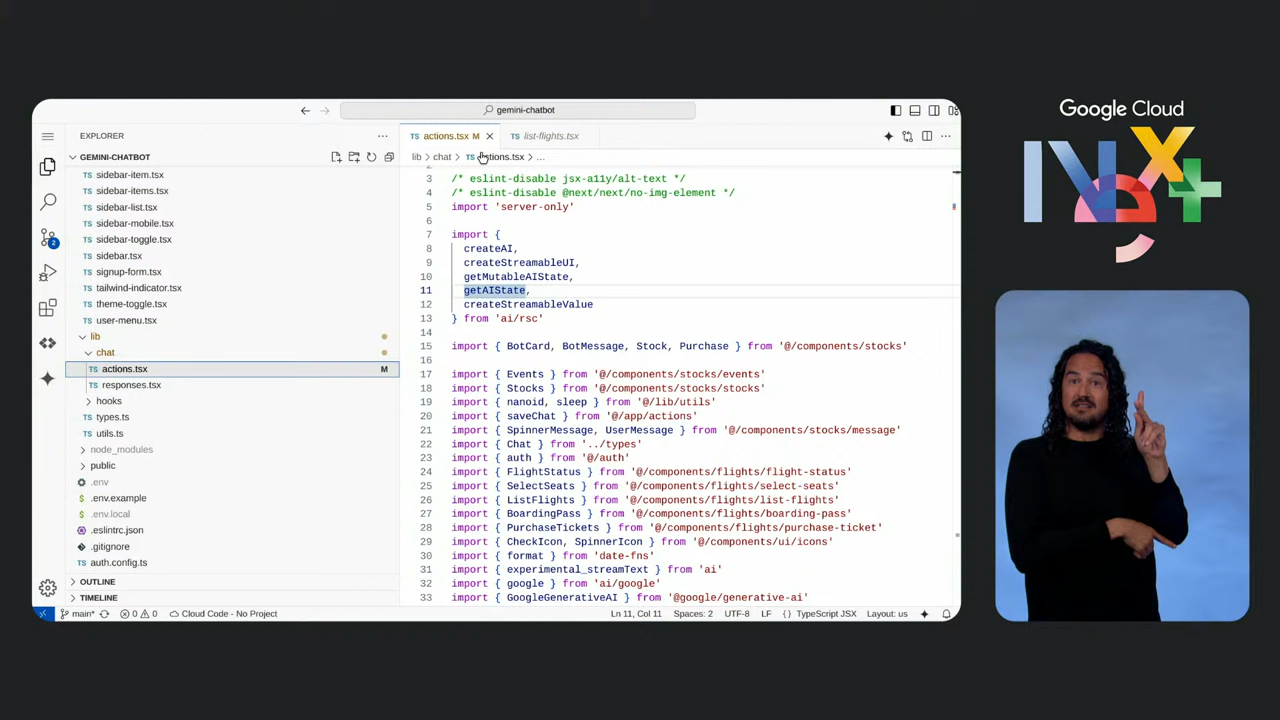 gemini-chatbot
EXPLORER
GEMINI-CHATBOT
sidebar-item.tsx
sidebar-items.tsx
sidebar-list.tsx
sidebar-mobile.tsx
sidebar-toggle.tsx
sidebar.tsx
signup-form.tsx
tailwind-indicator.tsx
theme-toggle.tsx
user-menu.tsx
lib
chat
actions.tsx M
responses.tsx
hooks
types.ts
utils.ts
node_modules
public
.env
.env.example
.env.local
.eslintrc.json
.gitignore
auth.config.ts
OUTLINE
TIMELINE
2
TS actions.tsx M
TS list-flights.tsx
lib > chat > TS actions.tsx > ...
3 /* eslint-disable jsx-a11y/alt-text */
4 /* eslint-disable @next/next/no-img-element */
5 import 'server-only'
6
7 import {
8 createAI,
9 createStreamableUI,
10 getMutableAIState,
11 getAIState,
12 createStreamableValue
13 } from 'ai/rsc'
14
15 import { BotCard, BotMessage, Stock, Purchase } from '@/components/stocks'
16
17 import { Events } from '@/components/stocks/events'
18 import { Stocks } from '@/components/stocks/stocks'
19 import { nanoid, sleep } from '@/lib/utils'
20 import { saveChat } from '@/app/actions'
21 import { SpinnerMessage, UserMessage } from '@/components/stocks/message'
22 import { Chat } from '../types'
23 import { auth } from '@/auth'
24 import { FlightStatus } from '@/components/flights/flight-status'
25 import { SelectSeats } from '@/components/flights/select-seats'
26 import { ListFlights } from '@/components/flights/list-flights'
27 import { BoardingPass } from '@/components/flights/boarding-pass'
28 import { PurchaseTickets } from '@/components/flights/purchase-ticket'
29 import { CheckIcon, SpinnerIcon } from '@/components/ui/icons'
30 import { format } from 'date-fns'
31 import { experimental_streamText } from 'ai'
32 import { google } from 'ai/google'
33 import { GoogleGenerativeAI } from '@google/generative-ai'
main* 0 0 Cloud Code - No Project
Ln 11, Col 11 Spaces: 2 UTF-8 LF { } TypeScript JSX Layout: us
Google Cloud
Next